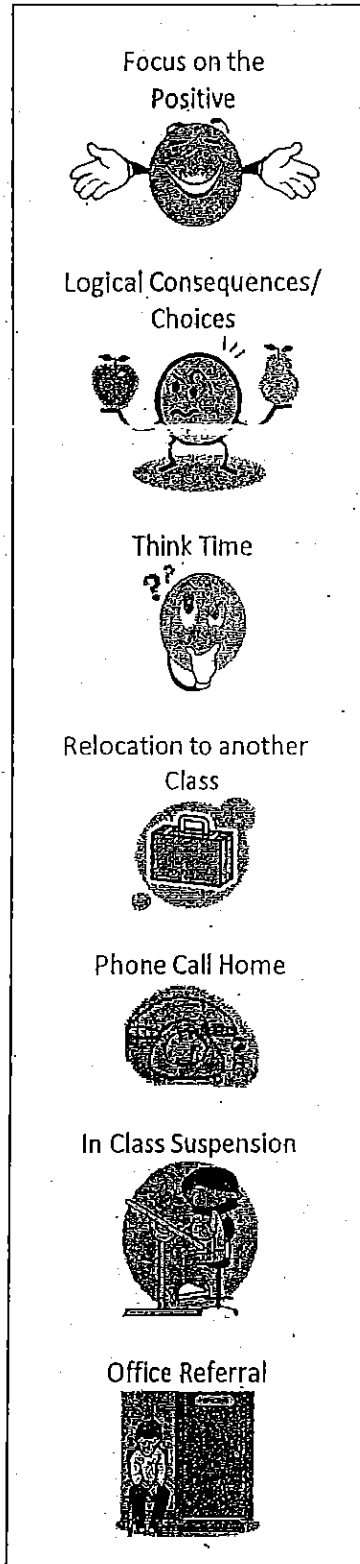 Focus on the
Positive
Logical Consequences/
Choices
??
Think Time
Relocation to another
Class
Phone Call Home
In Class Suspension
Office Referral